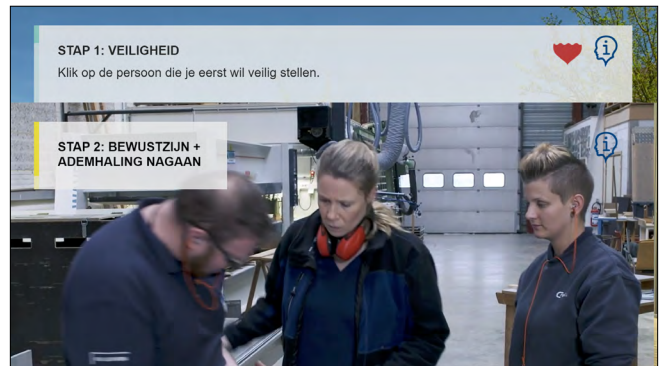 STAP 1: VEILIGHEID
Klik op de persoon die je eerst wil veilig stellen.
STAP 2: BEWUSTZIJN +
ADEMHALING NAGAAN